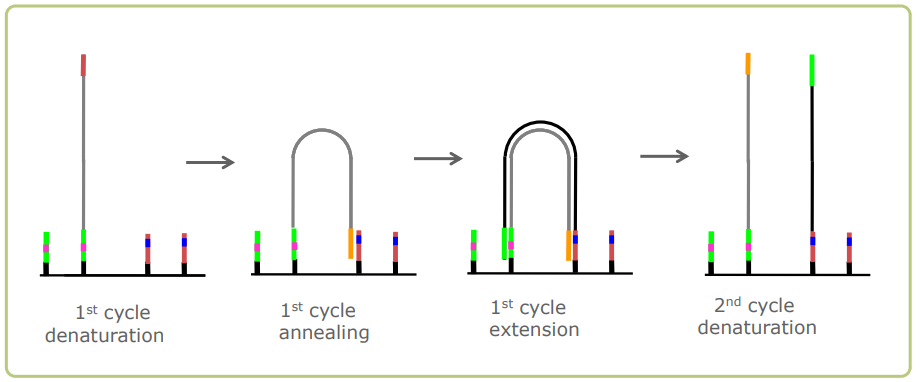 1st cycle
denaturation
1st cycle
annealing
1st cycle
extension
2nd cycle
denaturation